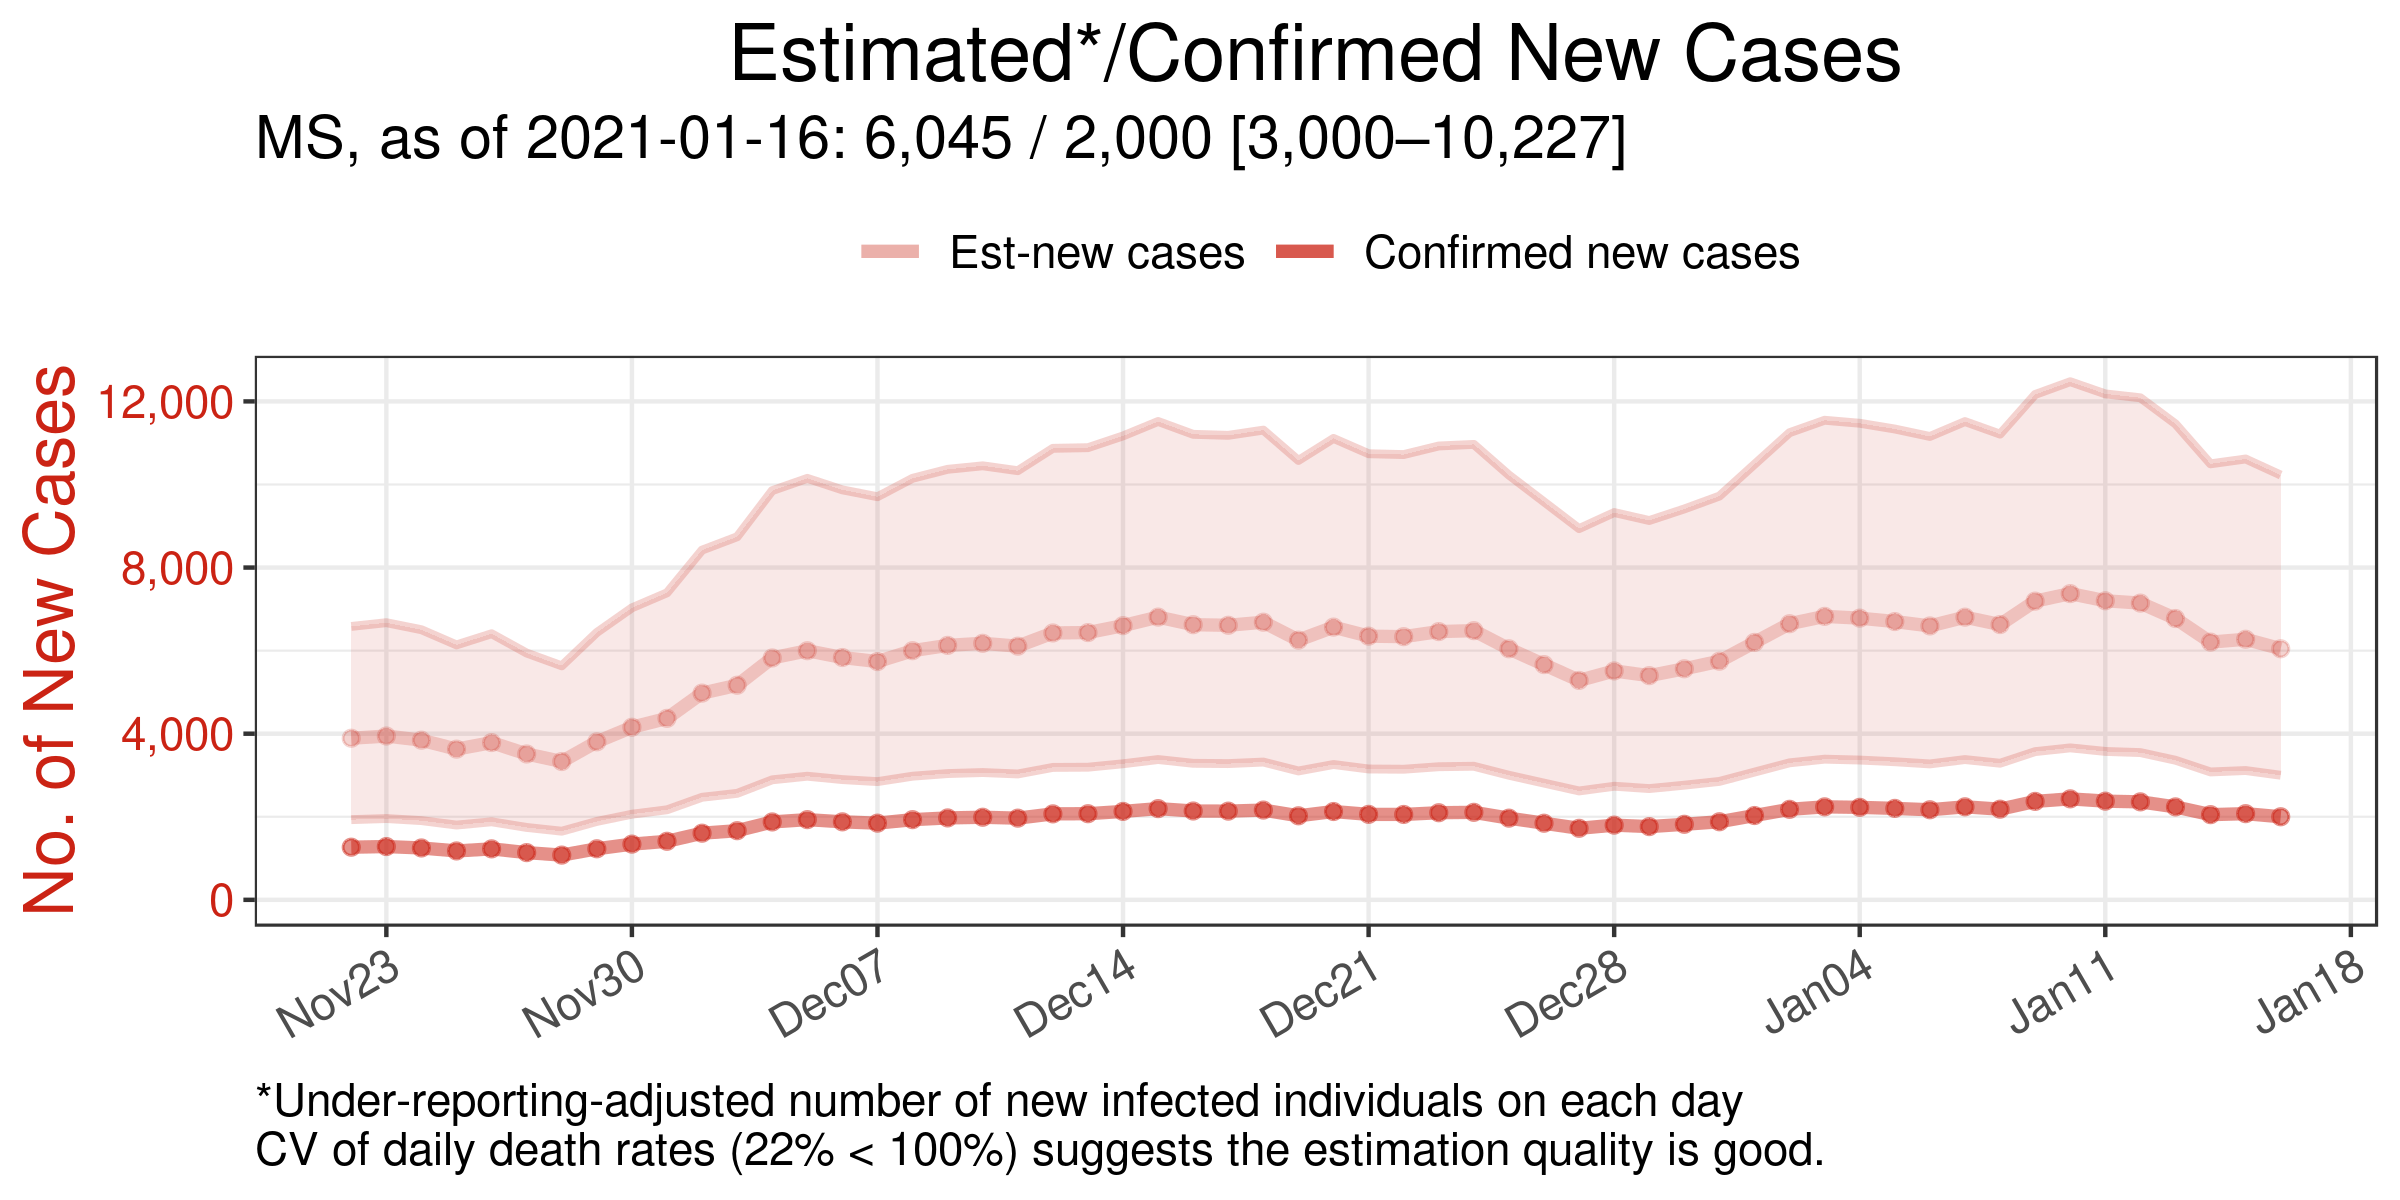 Estimated*/Confirmed New Cases
MS, as of 2021-01-16: 6,045 / 2,000 [3,000–10,227]
Est-new cases
Confirmed new cases
No. of New Cases
12,000
8,000
4,000
0
Nov23
Nov30
Dec07
Dec14
Dec21
Dec28
Jan04
Jan11
Jan18
*Under-reporting-adjusted number of new infected individuals on each day
CV of daily death rates (22% < 100%) suggests the estimation quality is good.